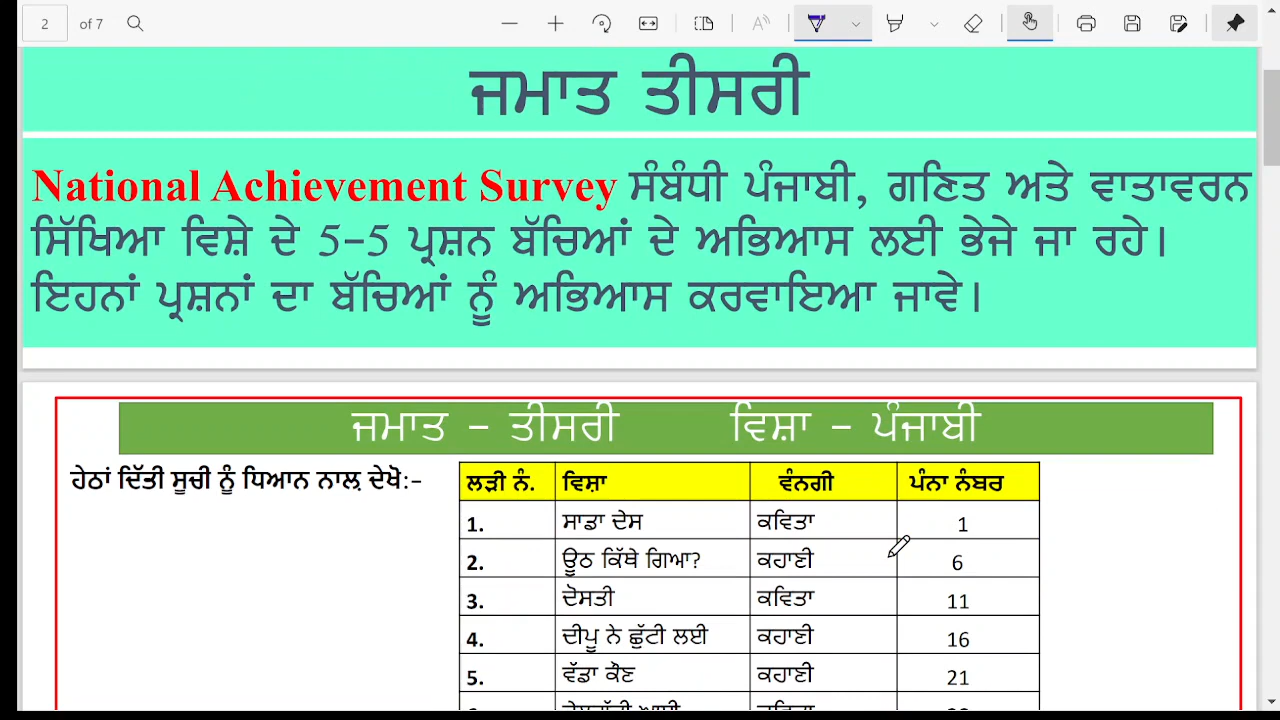 2 of 7
ਜਮਾਤ ਤੀਸਰੀ
National Achievement Survey ਸੰਬੰਧੀ ਪੰਜਾਬੀ, ਗਣਿਤ ਅਤੇ ਵਾਤਾਵਰਨ
ਸਿੱਖਿਆ ਵਿਸ਼ੇ ਦੇ 5-5 ਪ੍ਰਸ਼ਨ ਬੱਚਿਆਂ ਦੇ ਅਭਿਆਸ ਲਈ ਭੇਜੇ ਜਾ ਰਹੇ।
ਇਹਨਾਂ ਪ੍ਰਸ਼ਨਾਂ ਦਾ ਬੱਚਿਆਂ ਨੂੰ ਅਭਿਆਸ ਕਰਵਾਇਆ ਜਾਵੇ।
ਜਮਾਤ – ਤੀਸਰੀ ਵਿਸ਼ਾ – ਪੰਜਾਬੀ
ਹੇਠਾਂ ਦਿੱਤੀ ਸੂਚੀ ਨੂੰ ਧਿਆਨ ਨਾਲ਼ ਦੇਖੋ:-
ਲੜੀ ਨੰ. ਵਿਸ਼ਾ ਵੰਨਗੀ ਪੰਨਾ ਨੰਬਰ
1. ਸਾਡਾ ਦੇਸ ਕਵਿਤਾ 1
2. ਊਠ ਕਿੱਥੇ ਗਿਆ? ਕਹਾਣੀ 6
3. ਦੋਸਤੀ ਕਵਿਤਾ 11
4. ਦੀਪੂ ਨੇ ਛੁੱਟੀ ਲਈ ਕਹਾਣੀ 16
5. ਵੱਡਾ ਕੌਣ ਕਹਾਣੀ 21